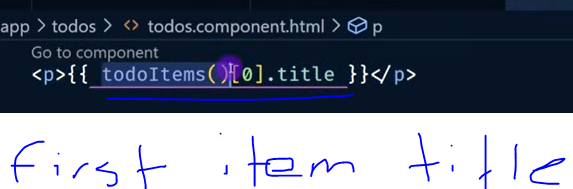 app > todos > <> todos.component.html > p
Go to component
<p>{{ todoItems()[0].title }}</p>
first item title